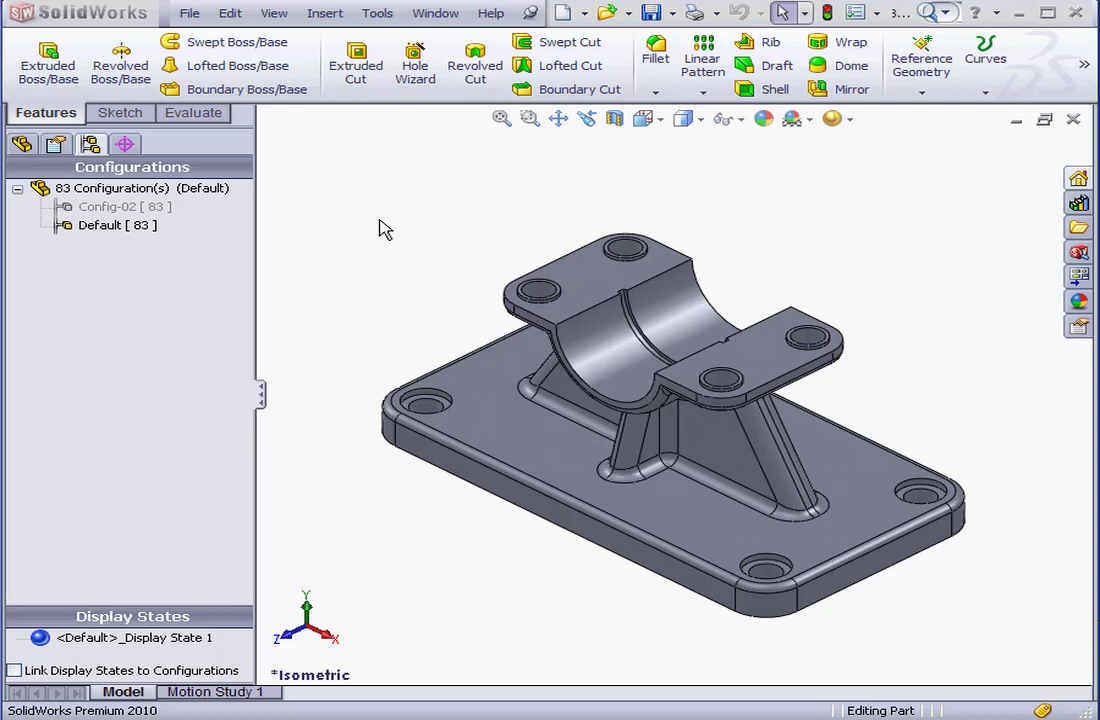 SolidWorks File Edit View Insert Tools Window Help 3... ?
Extruded Boss/Base
Revolved Boss/Base
Swept Boss/Base
Lofted Boss/Base
Boundary Boss/Base
Extruded Cut
Hole Wizard
Revolved Cut
Swept Cut
Lofted Cut
Boundary Cut
Fillet
Linear Pattern
Rib
Draft
Shell
Wrap
Dome
Mirror
Reference Geometry
Curves
Features Sketch Evaluate
Configurations
83 Configuration(s) (Default)
Config-02 [ 83 ]
Default [ 83 ]
Y
Z
X
*Isometric
Display States
<Default>_Display State 1
Link Display States to Configurations
Model Motion Study 1
SolidWorks Premium 2010 Editing Part